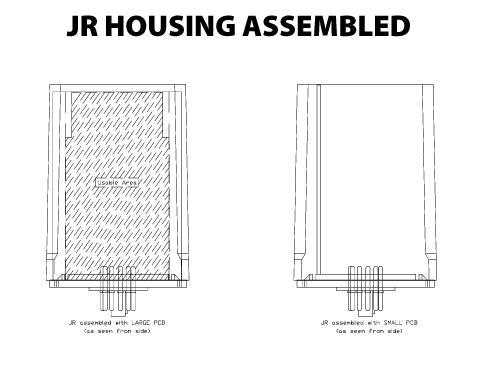 JR HOUSING ASSEMBLED
Usable Area
JR assembled with LARGE PCB
(as seen from side)
JR assembled with SMALL PCB
(as seen from side)